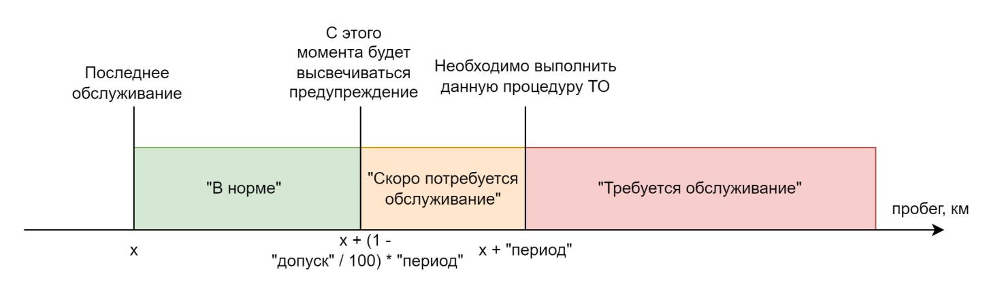 Последнее
обслуживание
С этого
момента будет
высвечиваться
предупреждение
Необходимо выполнить
данную процедуру ТО
"В норме"
"Скоро потребуется
обслуживание"
"Требуется обслуживание"
пробег, км
x
x + (1 -
"допуск" / 100) * "период"
x + "период"